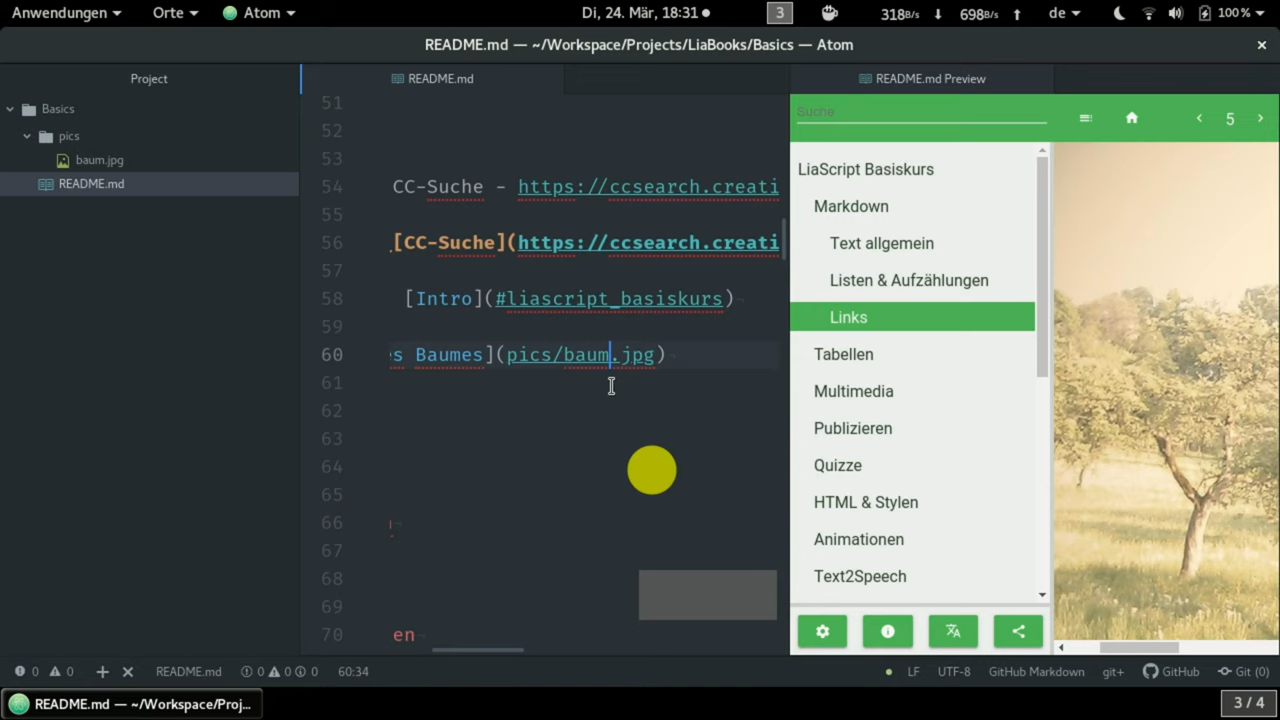 Anwendungen Orte Atom Di, 24. Mär, 18:31 3 318B/s 698B/s de 100%
README.md — ~/Workspace/Projects/LiaBooks/Basics — Atom
Project
Basics
pics
baum.jpg
README.md
README.md
51
52
53
54 CC-Suche - https://ccsearch.creati
55
56 [CC-Suche](https://ccsearch.creati
57
58 [Intro](#liascript_basiskurs)
59
60 s Baumes](pics/baum.jpg)
61
62
63
64
65
66
67
68
69
70 en
README.md Preview
Suche
5
LiaScript Basiskurs
Markdown
Text allgemein
Listen & Aufzählungen
Links
Tabellen
Multimedia
Publizieren
Quizze
HTML & Stylen
Animationen
Text2Speech
0 0 README.md 0 0 0 60:34 LF UTF-8 GitHub Markdown git+ GitHub Git (0)
README.md — ~/Workspace/Proj... 3 / 4